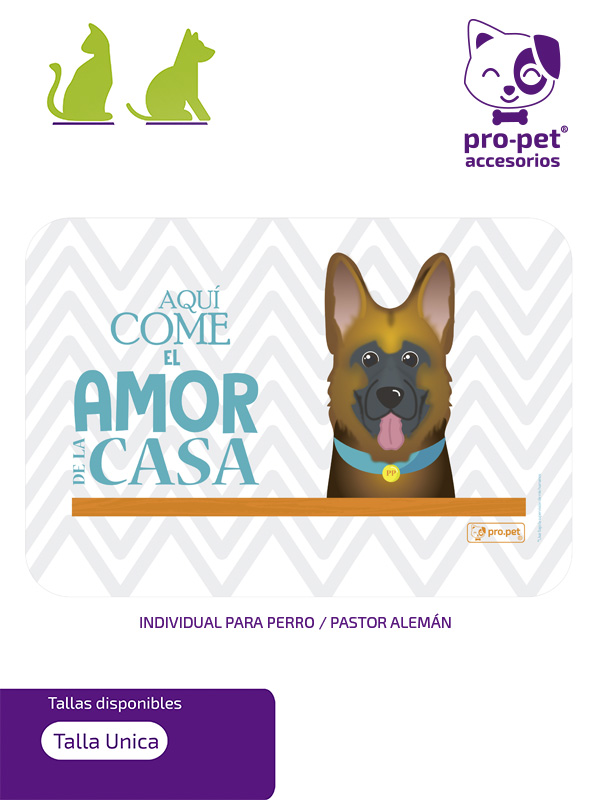 pro-pet®
accesorios
AQUÍ
COME
EL
AMOR
DE LA CASA
PP
pro.pet
INDIVIDUAL PARA PERRO / PASTOR ALEMÁN
Tallas disponibles
Talla Unica